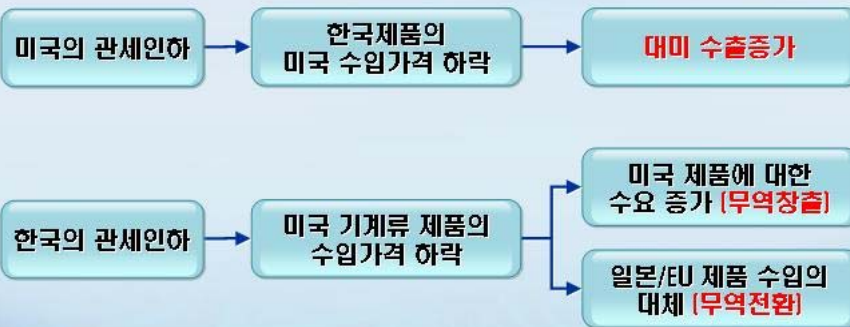 미국의 관세인하
한국제품의
미국 수입가격 하락
대미 수출증가
한국의 관세인하
미국 기계류 제품의
수입가격 하락
미국 제품에 대한
수요 증가 (무역창출)
일본/EU 제품 수입의
대체 (무역전환)